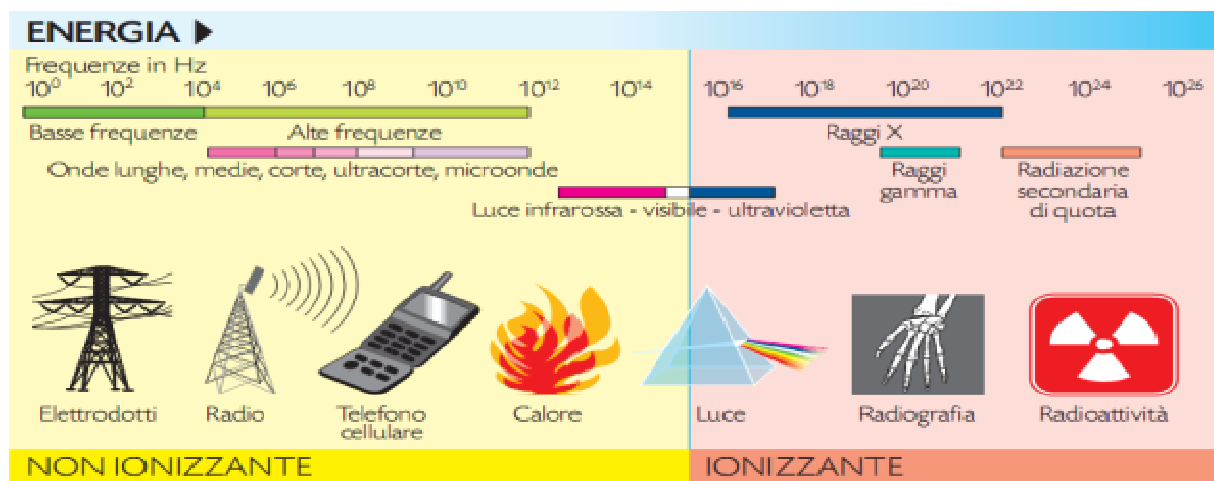 ENERGIA
Frequenze in Hz
10⁰ 10² 10⁴ 10⁶ 10⁸ 10¹⁰ 10¹² 10¹⁴ 10¹⁶ 10¹⁸ 10²⁰ 10²² 10²⁴ 10²⁶
Basse frequenze Alte frequenze Raggi X
Onde lunghe, medie, corte, ultracorte, microonde
Raggi
gamma
Radiazione
secondaria
di quota
Luce infrarossa - visibile - ultravioletta
Elettrodotti
Radio
Telefono
cellulare
Calore
Luce
Radiografia
Radioattività
NON IONIZZANTE
IONIZZANTE